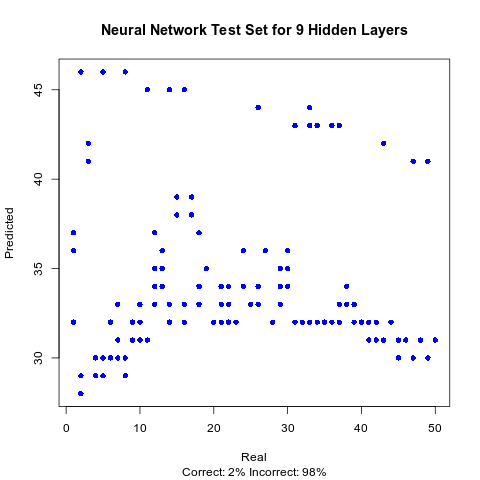 Neural Network Test Set for 9 Hidden Layers
45
40
35
30
Predicted
0 10 20 30 40 50
Real
Correct: 2% Incorrect: 98%